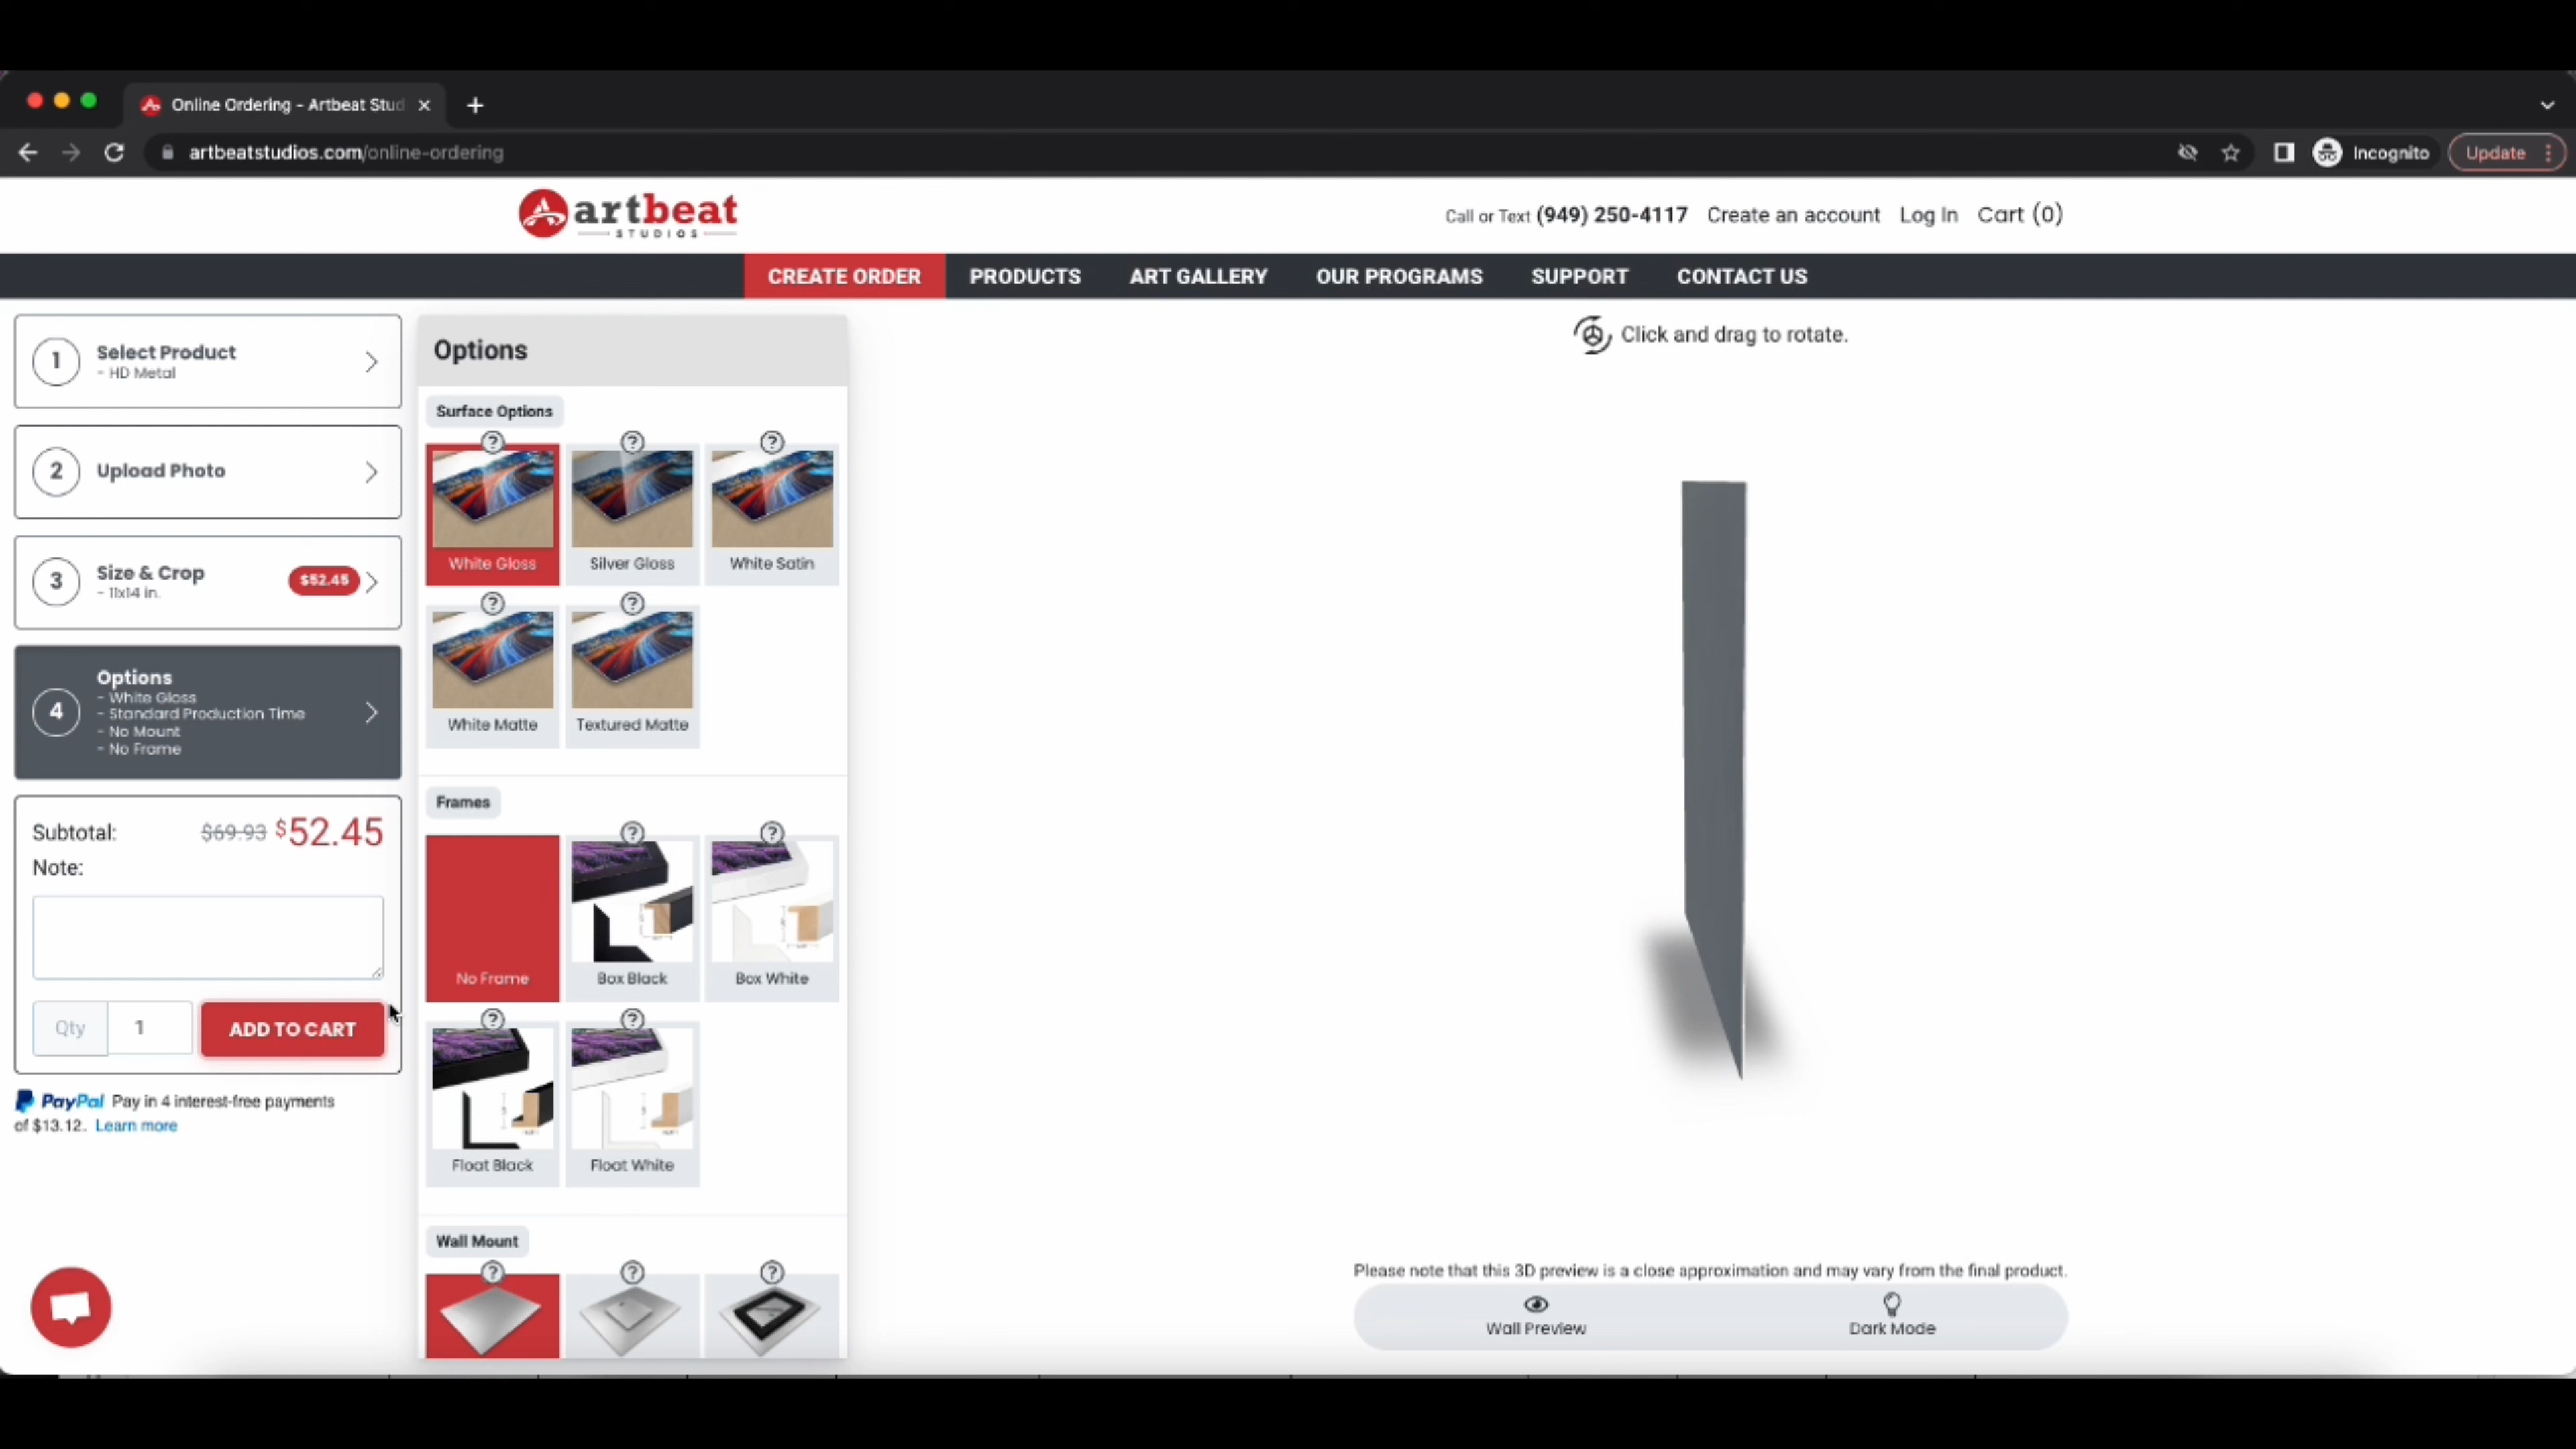 Online Ordering - Artbeat Stud
artbeatstudios.com/online-ordering
Incognito
Update
artbeat
STUDIOS
Call or Text (949) 250-4117
Create an account
Log In
Cart (0)
CREATE ORDER
PRODUCTS
ART GALLERY
OUR PROGRAMS
SUPPORT
CONTACT US
1
Select Product
- HD Metal
2
Upload Photo
3
Size & Crop
- 11x14 in.
$52.45
4
Options
- White Gloss
- Standard Production Time
- No Mount
- No Frame
Subtotal: $69.93 $52.45
Note:
Qty 1
ADD TO CART
PayPal Pay in 4 interest-free payments
of $13.12. Learn more
Options
Surface Options
? ? ?
White Gloss
Silver Gloss
White Satin
? ?
White Matte
Textured Matte
Frames
? ?
No Frame
Box Black
Box White
? ?
Float Black
Float White
Wall Mount
? ? ?
Click and drag to rotate.
Please note that this 3D preview is a close approximation and may vary from the final product.
Wall Preview
Dark Mode